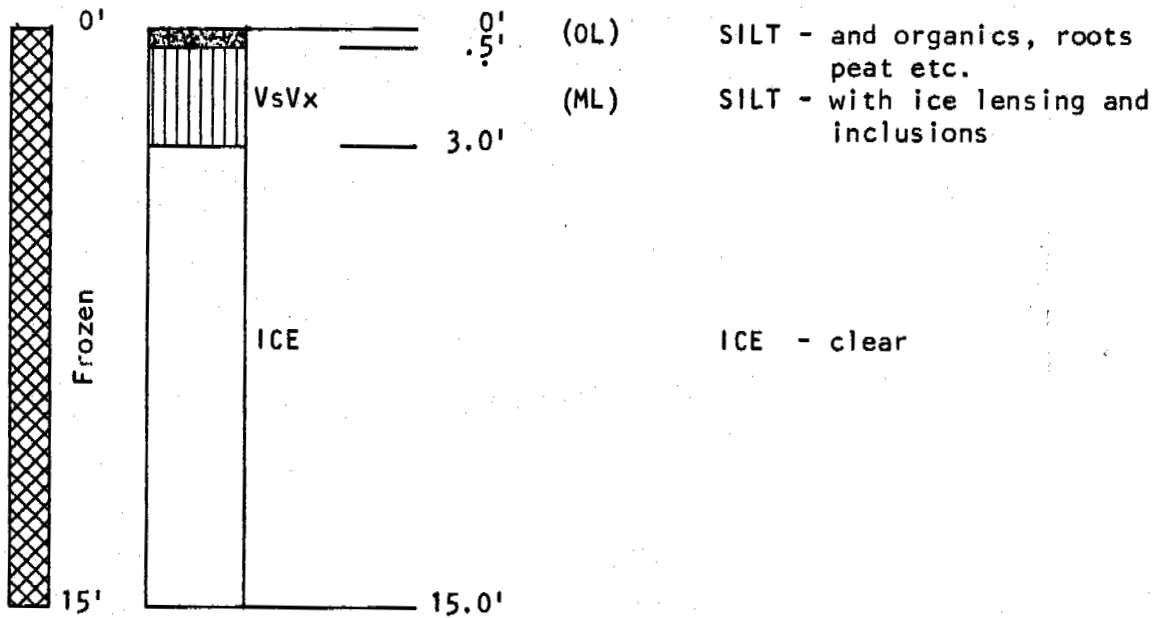 0' 0' (OL) SILT - and organics, roots
.5' peat etc.
VsVx (ML) SILT - with ice lensing and
3.0' inclusions
Frozen
ICE ICE - clear
15' 15.0'